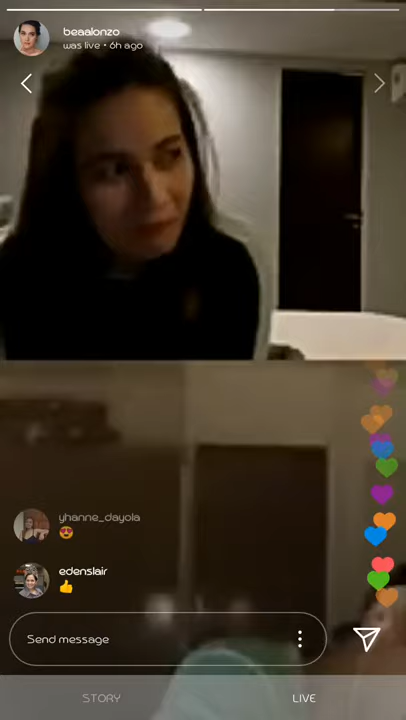 beaalonzo
was live • 6h ago
yhanne_dayola
😍
edenslair
👍
Send message
STORY
LIVE